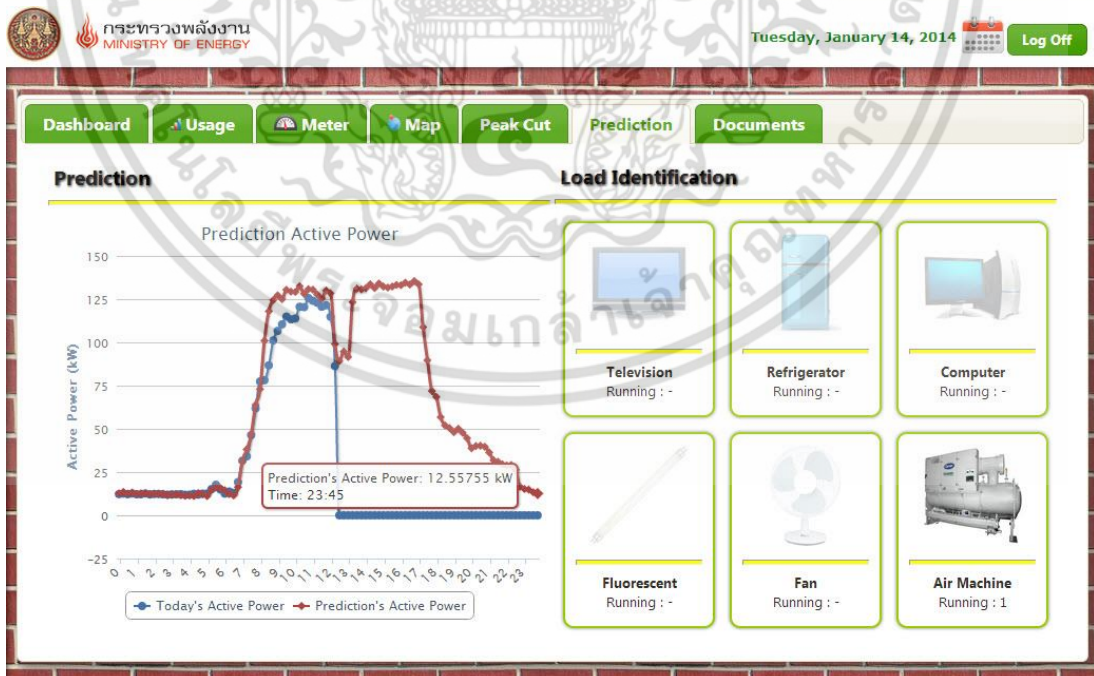 กระทรวงพลังงาน
MINISTRY OF ENERGY
Tuesday, January 14, 2014
Log Off
Dashboard
Usage
Meter
Map
Peak Cut
Prediction
Documents
Prediction
Prediction Active Power
Active Power (kW)
150
125
100
75
50
25
0
-25
0 1 2 3 4 5 6 7 8 9 10 11 12 13 14 15 16 17 18 19 20 21 22 23
Prediction's Active Power: 12.55755 kW
Time: 23:45
Today's Active Power
Prediction's Active Power
Load Identification
Television
Running : -
Refrigerator
Running : -
Computer
Running : -
Fluorescent
Running : -
Fan
Running : -
Air Machine
Running : 1